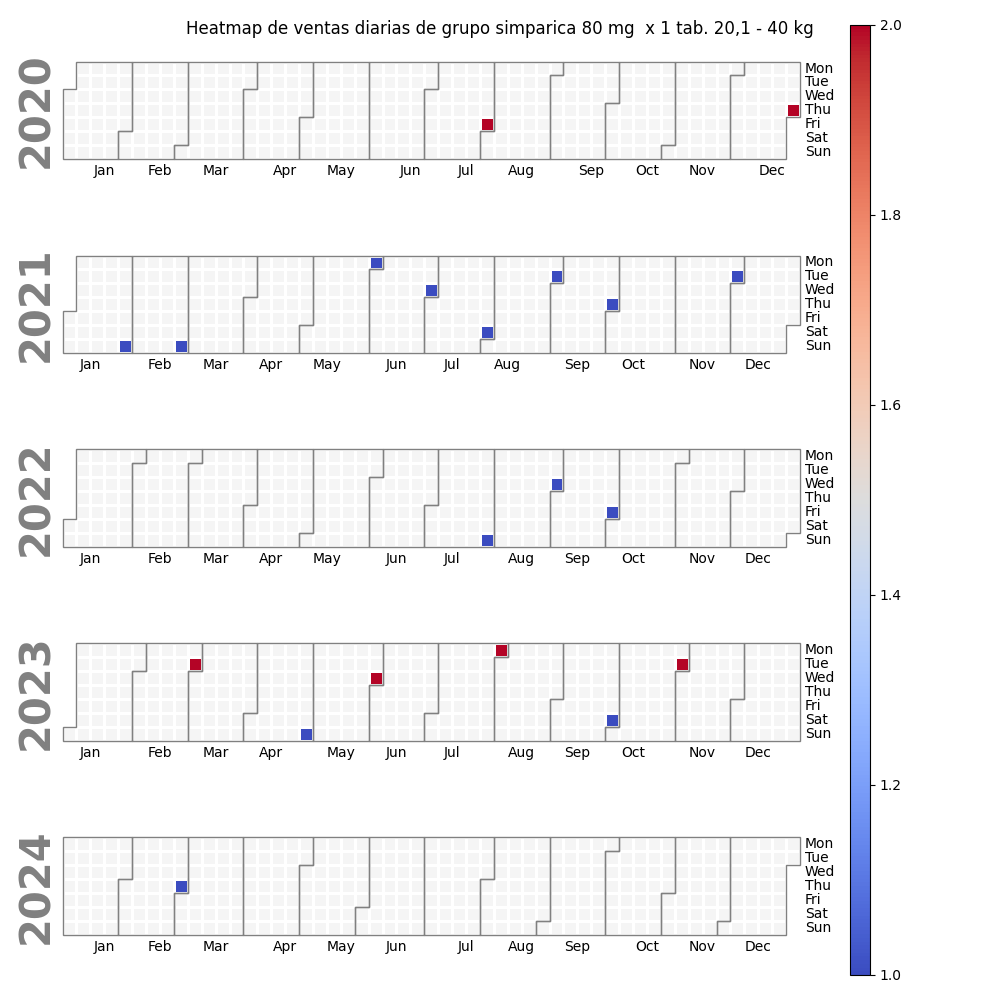 Heatmap de ventas diarias de grupo simparica 80 mg  x 1 tab. 20,1 - 40 kg
2020
Mon
Tue
Wed
Thu
Fri
Sat
Sun
Jan Feb Mar Apr May Jun Jul Aug Sep Oct Nov Dec
2021
Mon
Tue
Wed
Thu
Fri
Sat
Sun
Jan Feb Mar Apr May Jun Jul Aug Sep Oct Nov Dec
2022
Mon
Tue
Wed
Thu
Fri
Sat
Sun
Jan Feb Mar Apr May Jun Jul Aug Sep Oct Nov Dec
2023
Mon
Tue
Wed
Thu
Fri
Sat
Sun
Jan Feb Mar Apr May Jun Jul Aug Sep Oct Nov Dec
2024
Mon
Tue
Wed
Thu
Fri
Sat
Sun
Jan Feb Mar Apr May Jun Jul Aug Sep Oct Nov Dec
2.0
1.8
1.6
1.4
1.2
1.0